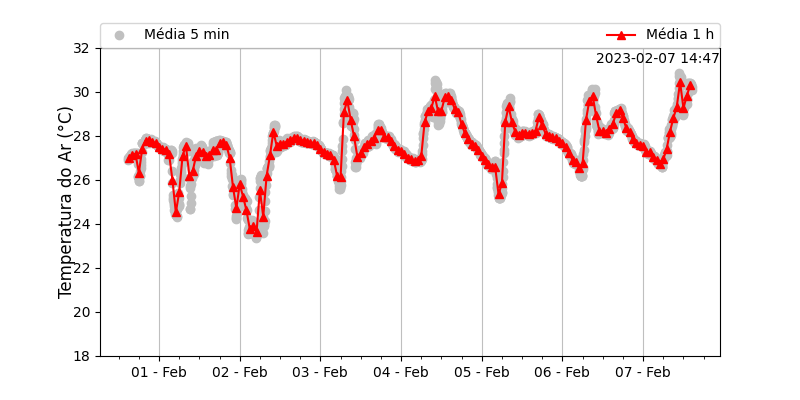 Média 5 min
Média 1 h
2023-02-07 14:47
Temperatura do Ar (°C)
32
30
28
26
24
22
20
18
01 - Feb
02 - Feb
03 - Feb
04 - Feb
05 - Feb
06 - Feb
07 - Feb